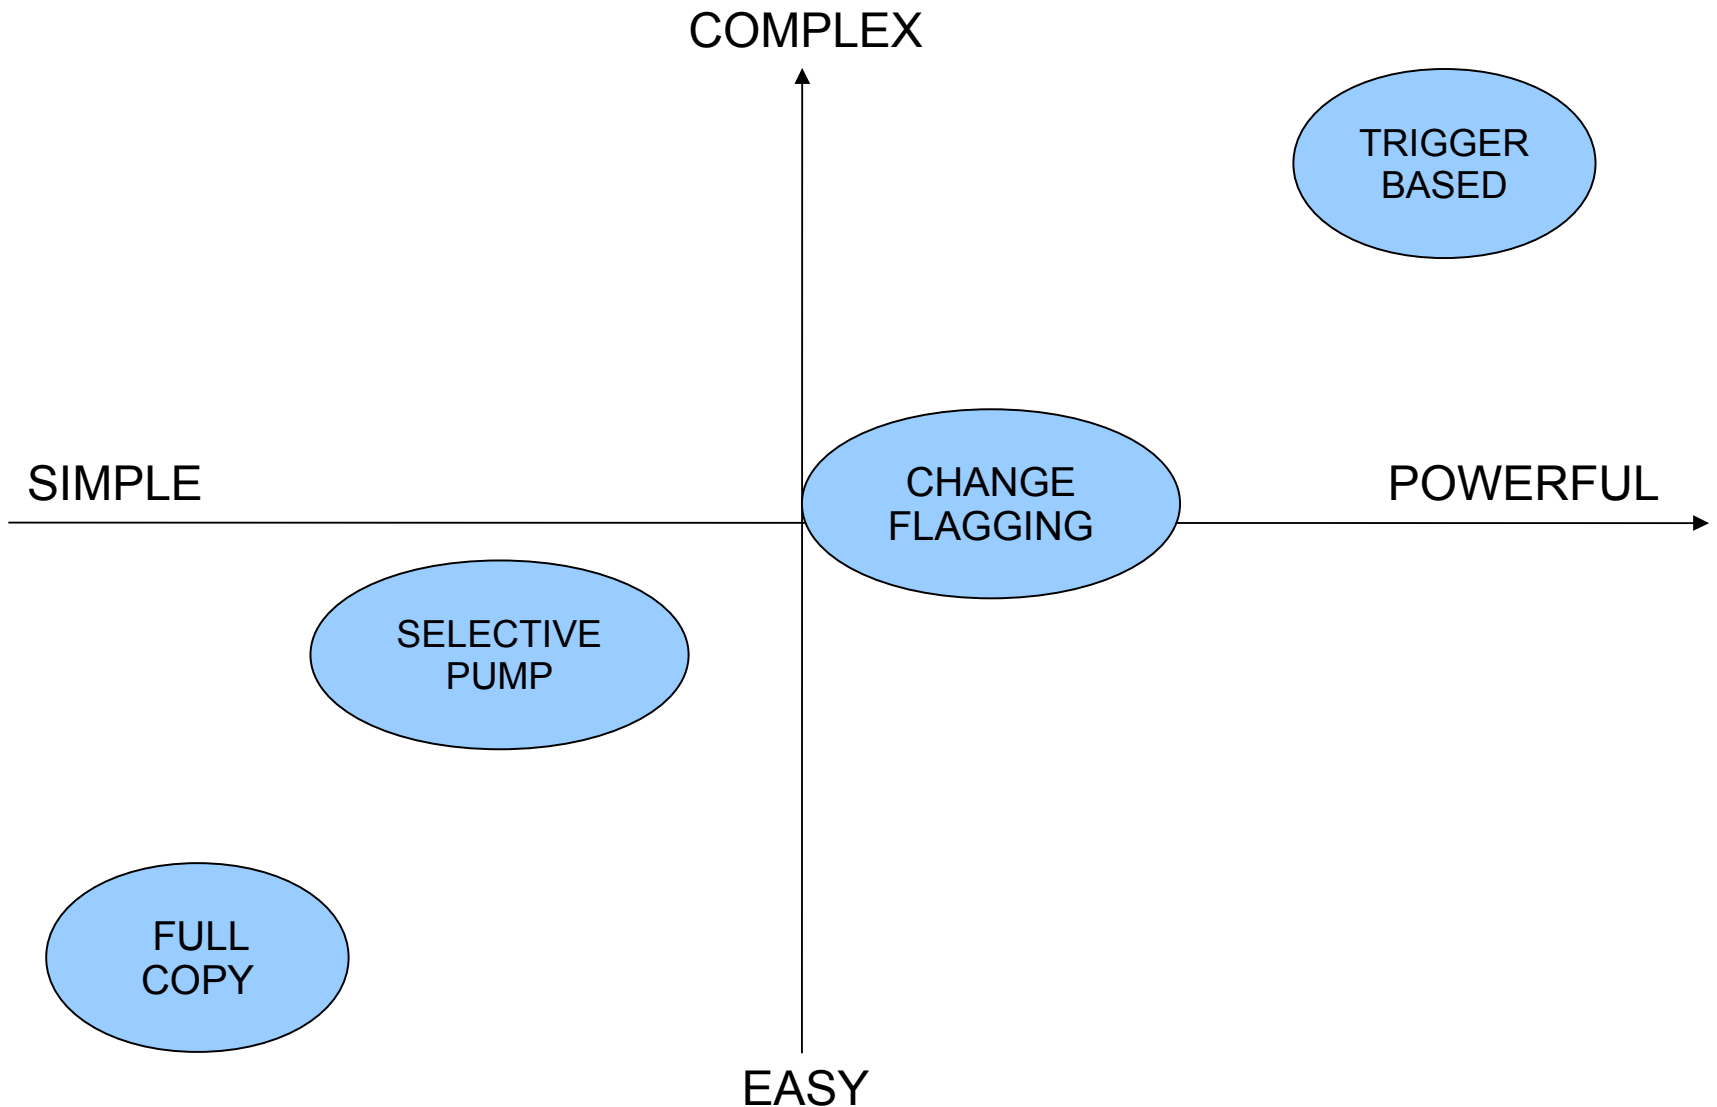 COMPLEX
TRIGGER
BASED
SIMPLE
CHANGE
FLAGGING
POWERFUL
SELECTIVE
PUMP
FULL
COPY
EASY